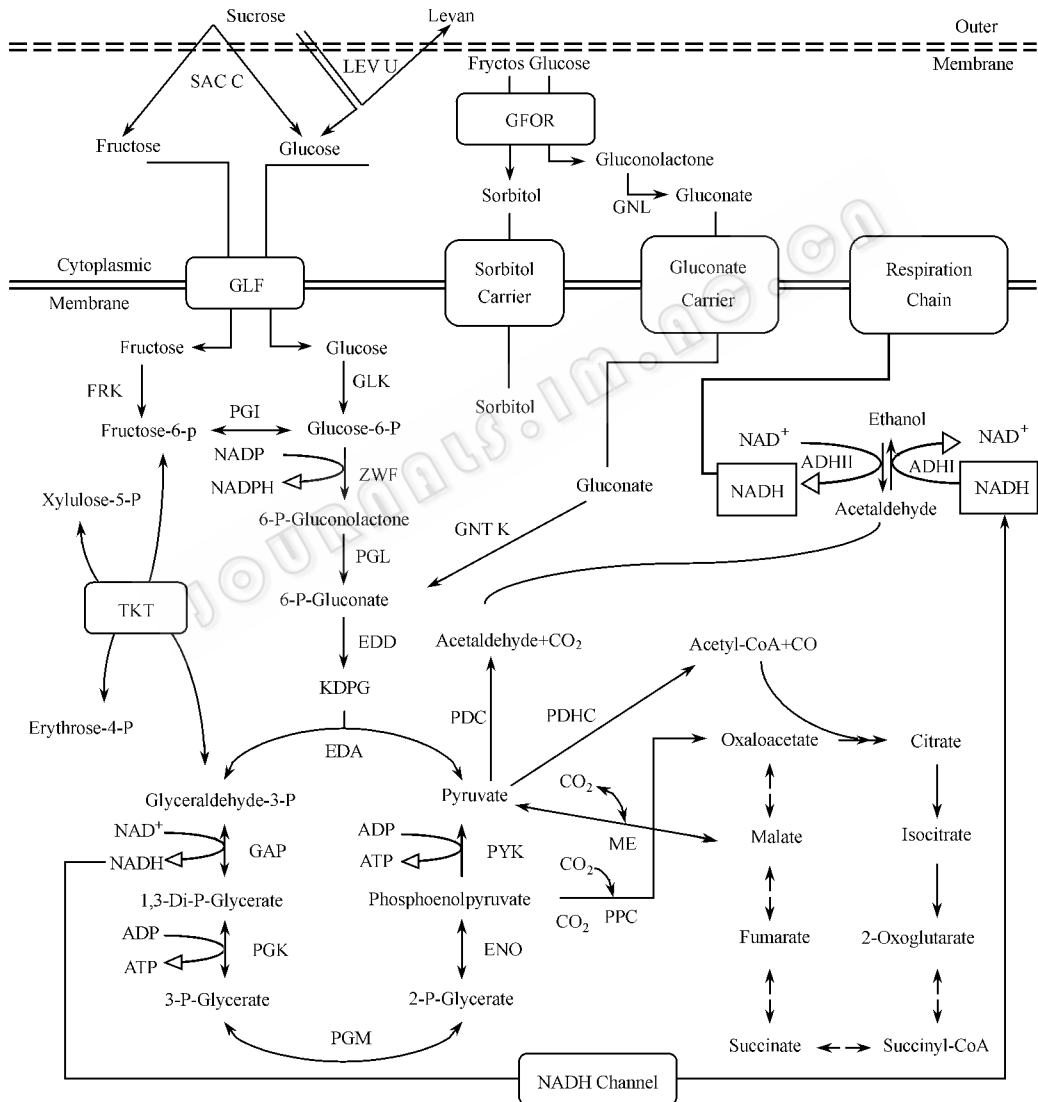 Sucrose
Levan
Outer
Membrane
SAC C
LEV U
Fryctos Glucose
GFOR
Fructose
Glucose
Gluconolactone
Sorbitol
GNL
Gluconate
Cytoplasmic
Membrane
GLF
Sorbitol
Carrier
Gluconate
Carrier
Respiration
Chain
Fructose
Glucose
FRK
GLK
PGI
Fructose-6-p
Glucose-6-P
Sorbitol
Ethanol
NADP
NADPH
ZWF
NAD+
ADHII
ADHI
NAD+
NADH
NADH
Acetaldehyde
Xylulose-5-P
Gluconate
6-P-Gluconolactone
GNT K
PGL
TKT
6-P-Gluconate
EDD
Acetaldehyde+CO2
Acetyl-CoA+CO
KDPG
Erythrose-4-P
PDC
PDHC
EDA
Oxaloacetate
Citrate
Glyceraldehyde-3-P
Pyruvate
CO2
NAD+
NADH
GAP
ADP
ATP
PYK
ME
Malate
Isocitrate
1,3-Di-P-Glycerate
Phosphoenolpyruvate
CO2
CO2
PPC
ADP
ATP
PGK
ENO
Fumarate
2-Oxoglutarate
3-P-Glycerate
2-P-Glycerate
PGM
Succinate
Succinyl-CoA
NADH Channel
JOURNALS.IM.AC.CN